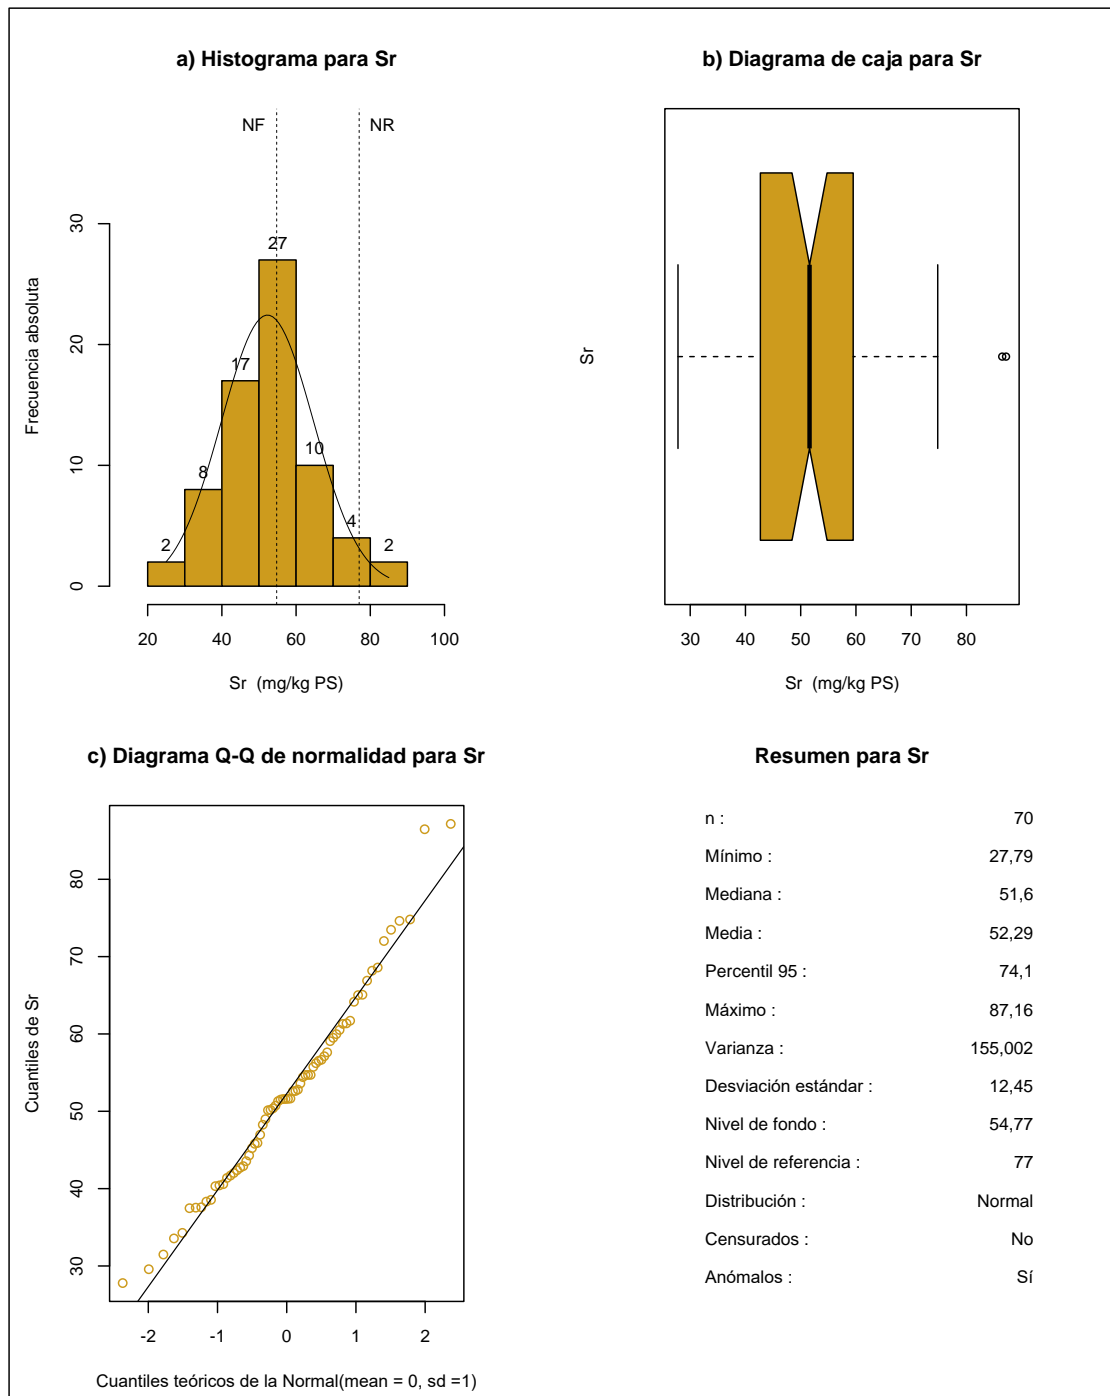 a) Histograma para Sr
NF
NR
Frecuencia absoluta
30
20
10
0
2
8
17
27
10
4
2
20 40 60 80 100
Sr (mg/kg PS)
b) Diagrama de caja para Sr
Sr
30 40 50 60 70 80
Sr (mg/kg PS)
c) Diagrama Q-Q de normalidad para Sr
Cuantiles de Sr
80
70
60
50
40
30
-2 -1 0 1 2
Cuantiles teóricos de la Normal(mean = 0, sd =1)
Resumen para Sr
n : 70
Mínimo : 27,79
Mediana : 51,6
Media : 52,29
Percentil 95 : 74,1
Máximo : 87,16
Varianza : 155,002
Desviación estándar : 12,45
Nivel de fondo : 54,77
Nivel de referencia : 77
Distribución : Normal
Censurados : No
Anómalos : Sí